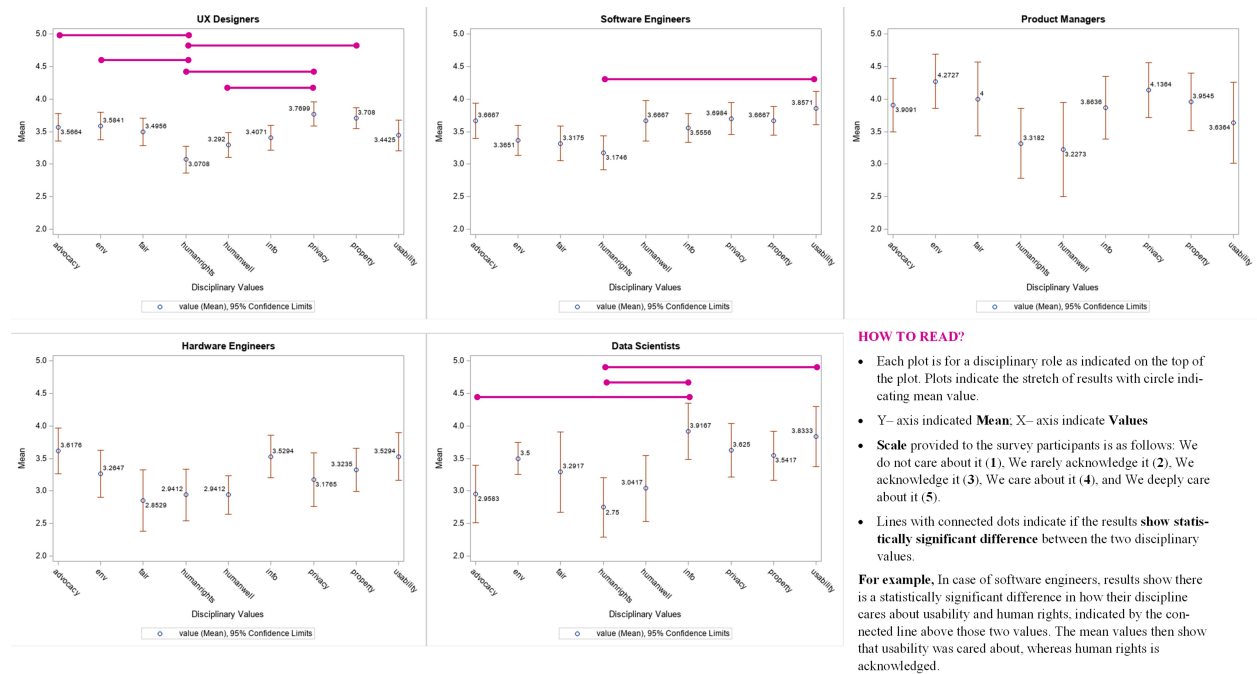 UX Designers
5.0
4.5
4.0
3.5
3.0
2.5
2.0
Mean
3.5664
3.5841
3.4956
3.0708
3.292
3.4071
3.7699
3.708
3.4425
advocacy
env
fair
humanrights
humanwell
info
privacy
property
usability
Disciplinary Values
value (Mean), 95% Confidence Limits
Software Engineers
5.0
4.5
4.0
3.5
3.0
2.5
2.0
Mean
3.6667
3.3651
3.3175
3.1746
3.6667
3.5556
3.6984
3.6667
3.8571
advocacy
env
fair
humanrights
humanwell
info
privacy
property
usability
Disciplinary Values
value (Mean), 95% Confidence Limits
Product Managers
5.0
4.5
4.0
3.5
3.0
2.5
2.0
Mean
3.9091
4.2727
4
3.3182
3.2273
3.8636
4.1364
3.9545
3.6364
advocacy
env
fair
humanrights
humanwell
info
privacy
property
usability
Disciplinary Values
value (Mean), 95% Confidence Limits
Hardware Engineers
5.0
4.5
4.0
3.5
3.0
2.5
2.0
Mean
3.6176
3.2647
2.8529
2.9412
2.9412
3.5294
3.1765
3.3235
3.5294
advocacy
env
fair
humanrights
humanwell
info
privacy
property
usability
Disciplinary Values
value (Mean), 95% Confidence Limits
Data Scientists
5.0
4.5
4.0
3.5
3.0
2.5
2.0
Mean
2.9583
3.5
3.2917
2.75
3.0417
3.9167
3.625
3.5417
3.8333
advocacy
env
fair
humanrights
humanwell
info
privacy
property
usability
Disciplinary Values
value (Mean), 95% Confidence Limits
HOW TO READ?
• Each plot is for a disciplinary role as indicated on the top of
the plot. Plots indicate the stretch of results with circle indi-
cating mean value.
• Y– axis indicated Mean; X– axis indicate Values
• Scale provided to the survey participants is as follows: We
do not care about it (1), We rarely acknowledge it (2), We
acknowledge it (3), We care about it (4), and We deeply care
about it (5).
• Lines with connected dots indicate if the results show statis-
tically significant difference between the two disciplinary
values.
For example, In case of software engineers, results show there
is a statistically significant difference in how their discipline
cares about usability and human rights, indicated by the con-
nected line above those two values. The mean values then show
that usability was cared about, whereas human rights is
acknowledged.